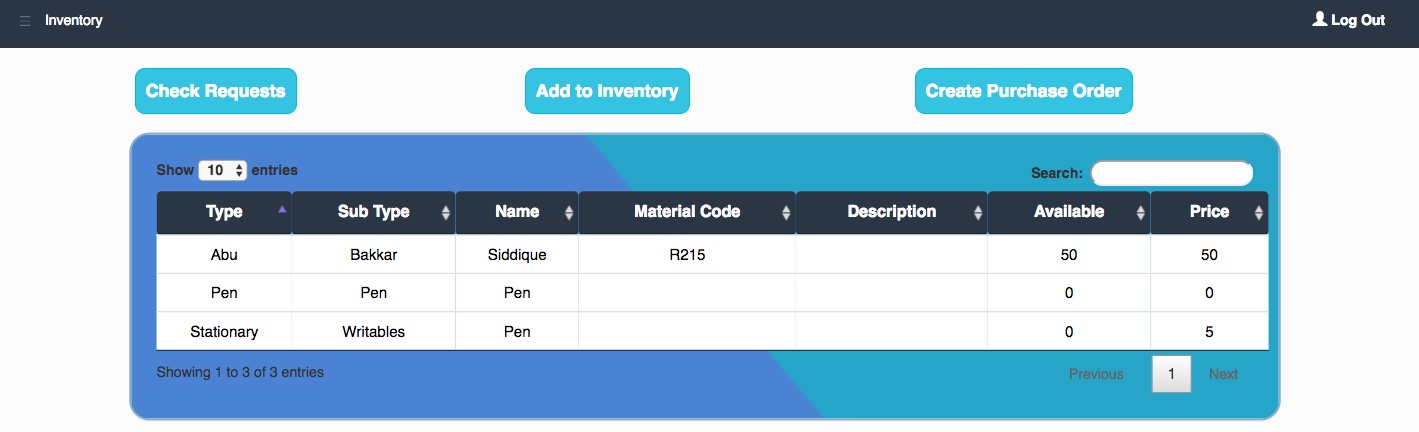 Inventory Log Out
Check Requests Add to Inventory Create Purchase Order
Show 10 entries Search:
Type Sub Type Name Material Code Description Available Price
Abu Bakkar Siddique R215 50 50
Pen Pen Pen 0 0
Stationary Writables Pen 0 5
Showing 1 to 3 of 3 entries Previous 1 Next